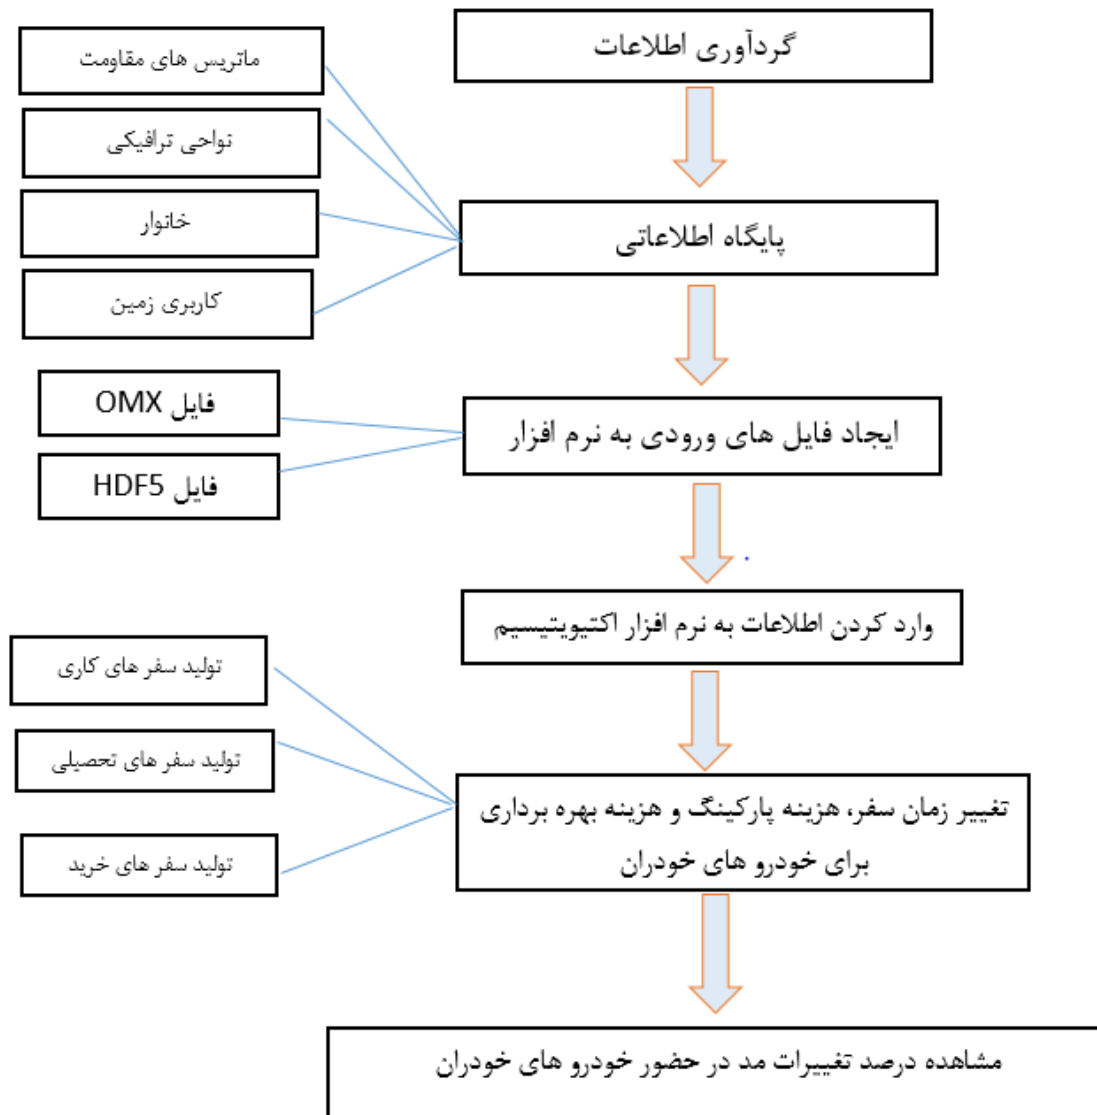 گردآوری اطلاعات
ماتریس های مقاومت
نواحی ترافیکی
خانوار
کاربری زمین
پایگاه اطلاعاتی
فایل OMX
فایل HDF5
ایجاد فایل های ورودی به نرم افزار
وارد کردن اطلاعات به نرم افزار اکتیویتیسیم
تولید سفر های کاری
تولید سفر های تحصیلی
تولید سفر های خرید
تغییر زمان سفر، هزینه پارکینگ و هزینه بهره برداری
برای خودرو های خودران
مشاهده درصد تغییرات مد در حضور خودرو های خودران